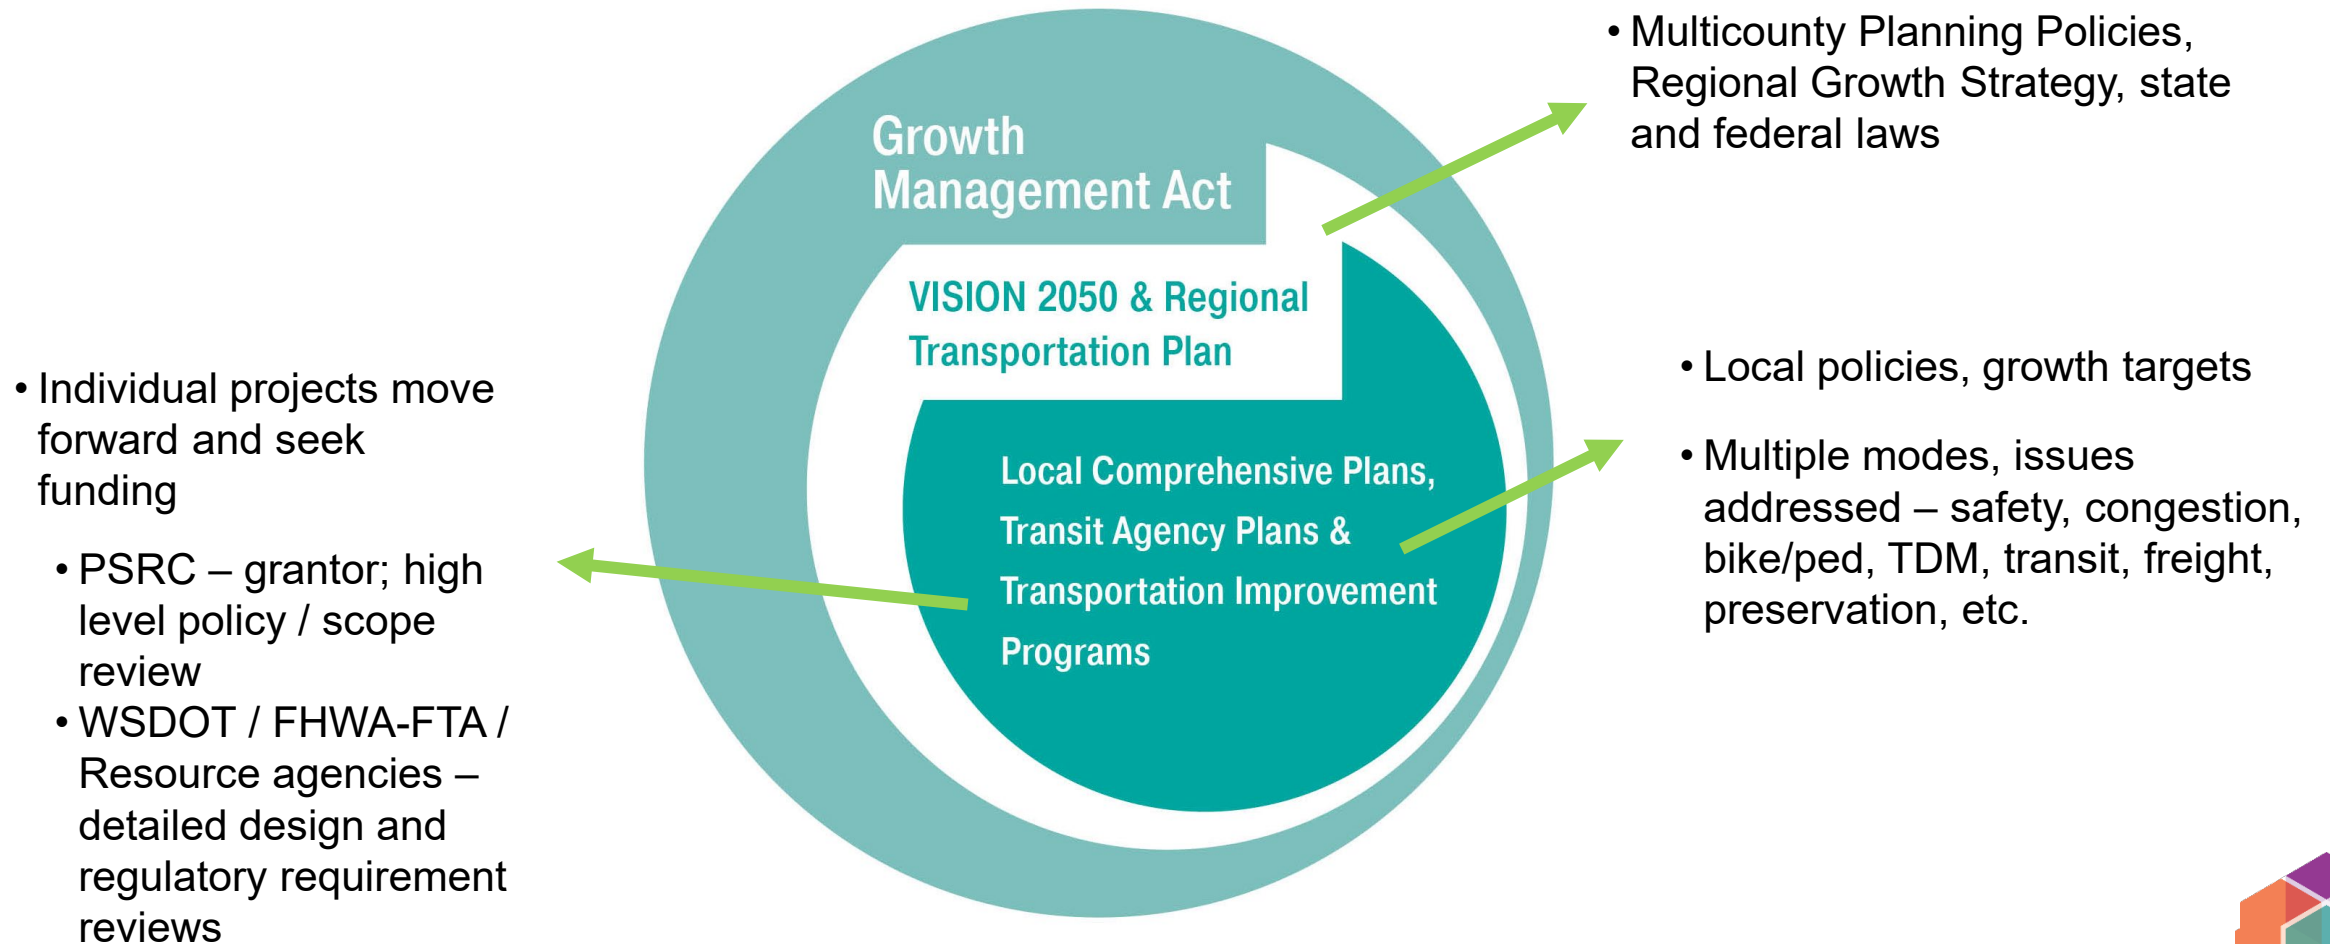 Growth
Management Act
VISION 2050 & Regional
Transportation Plan
Local Comprehensive Plans,
Transit Agency Plans &
Transportation Improvement
Programs
• Multicounty Planning Policies,
Regional Growth Strategy, state
and federal laws
• Local policies, growth targets
• Multiple modes, issues
addressed – safety, congestion,
bike/ped, TDM, transit, freight,
preservation, etc.
• Individual projects move
forward and seek
funding
• PSRC – grantor; high
level policy / scope
review
• WSDOT / FHWA-FTA /
Resource agencies –
detailed design and
regulatory requirement
reviews